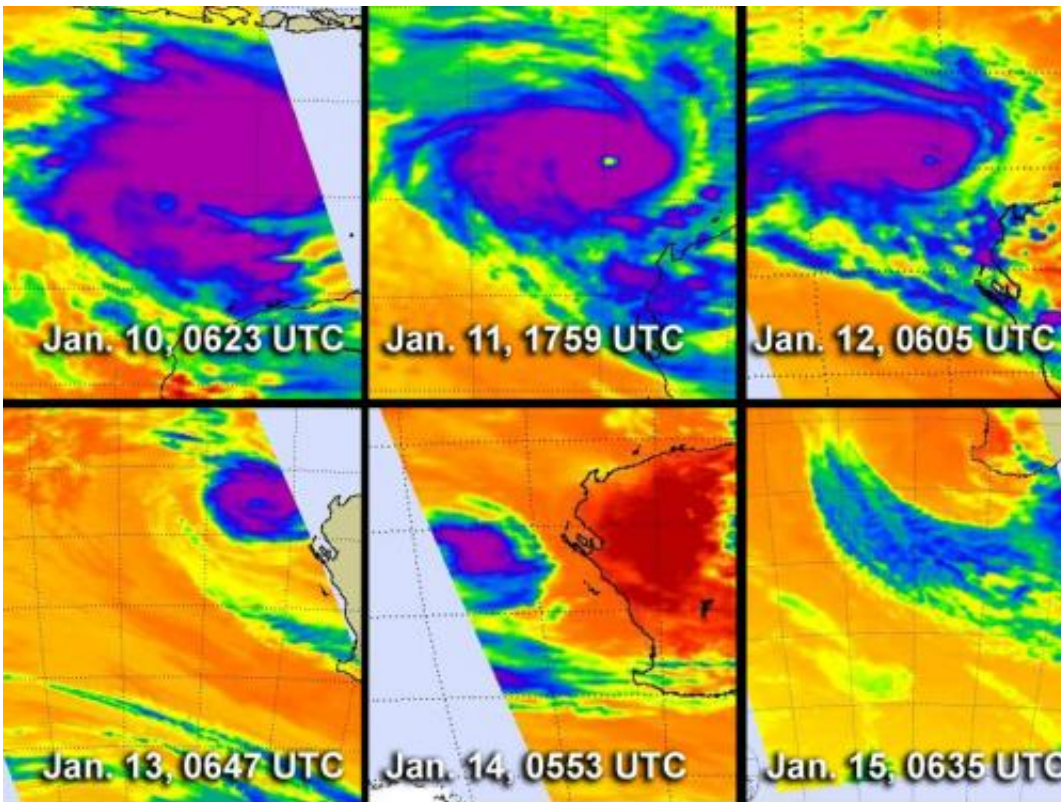 Jan. 10, 0623 UTC
Jan. 11, 1759 UTC
Jan. 12, 0605 UTC
Jan. 13, 0647 UTC
Jan. 14, 0553 UTC
Jan. 15, 0635 UTC